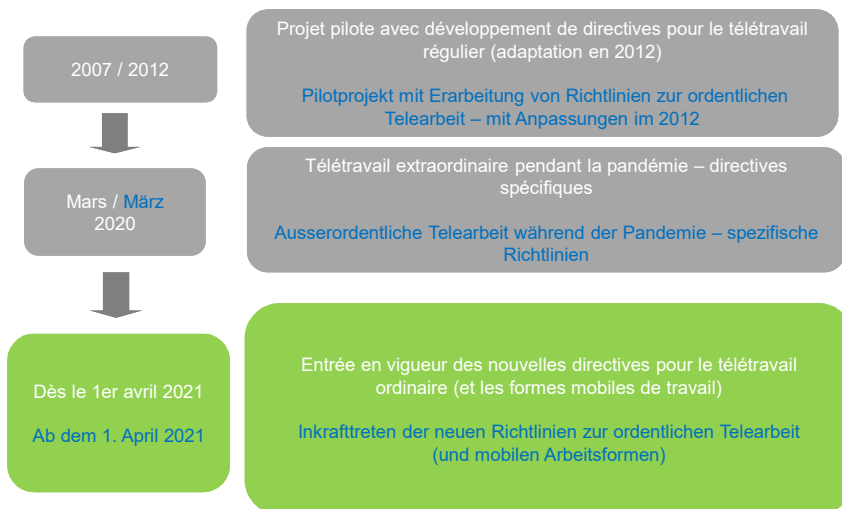 2007 / 2012
Projet pilote avec développement de directives pour le télétravail
régulier (adaptation en 2012)
Pilotprojekt mit Erarbeitung von Richtlinien zur ordentlichen
Telearbeit – mit Anpassungen im 2012
Mars / März
2020
Télétravail extraordinaire pendant la pandémie – directives
spécifiques
Ausserordentliche Telearbeit während der Pandemie – spezifische
Richtlinien
Dès le 1er avril 2021
Ab dem 1. April 2021
Entrée en vigueur des nouvelles directives pour le télétravail
ordinaire (et les formes mobiles de travail)
Inkrafttreten der neuen Richtlinien zur ordentlichen Telearbeit
(und mobilen Arbeitsformen)